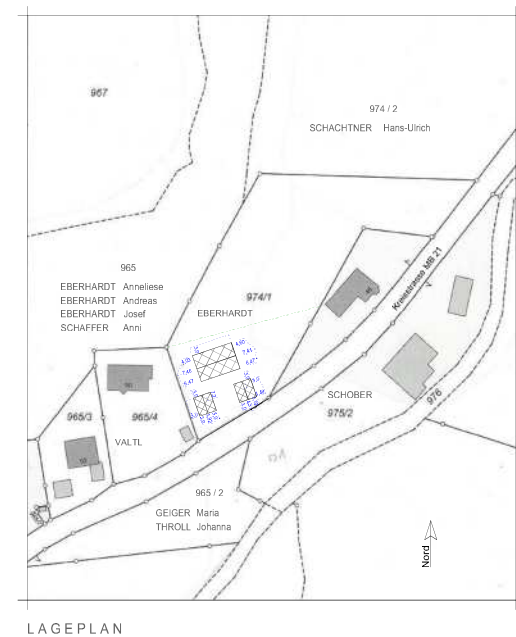 967
974 / 2
SCHACHTNER Hans-Ulrich
965
EBERHARDT Anneliese
EBERHARDT Andreas
EBERHARDT Josef
SCHAFFER Anni
974/1
EBERHARDT
Kreisstrasse MB 21
SCHOBER
975/2
976
965/3
965/4
VALTL
965 / 2
GEIGER Maria
THROLL Johanna
Nord
LAGEPLAN